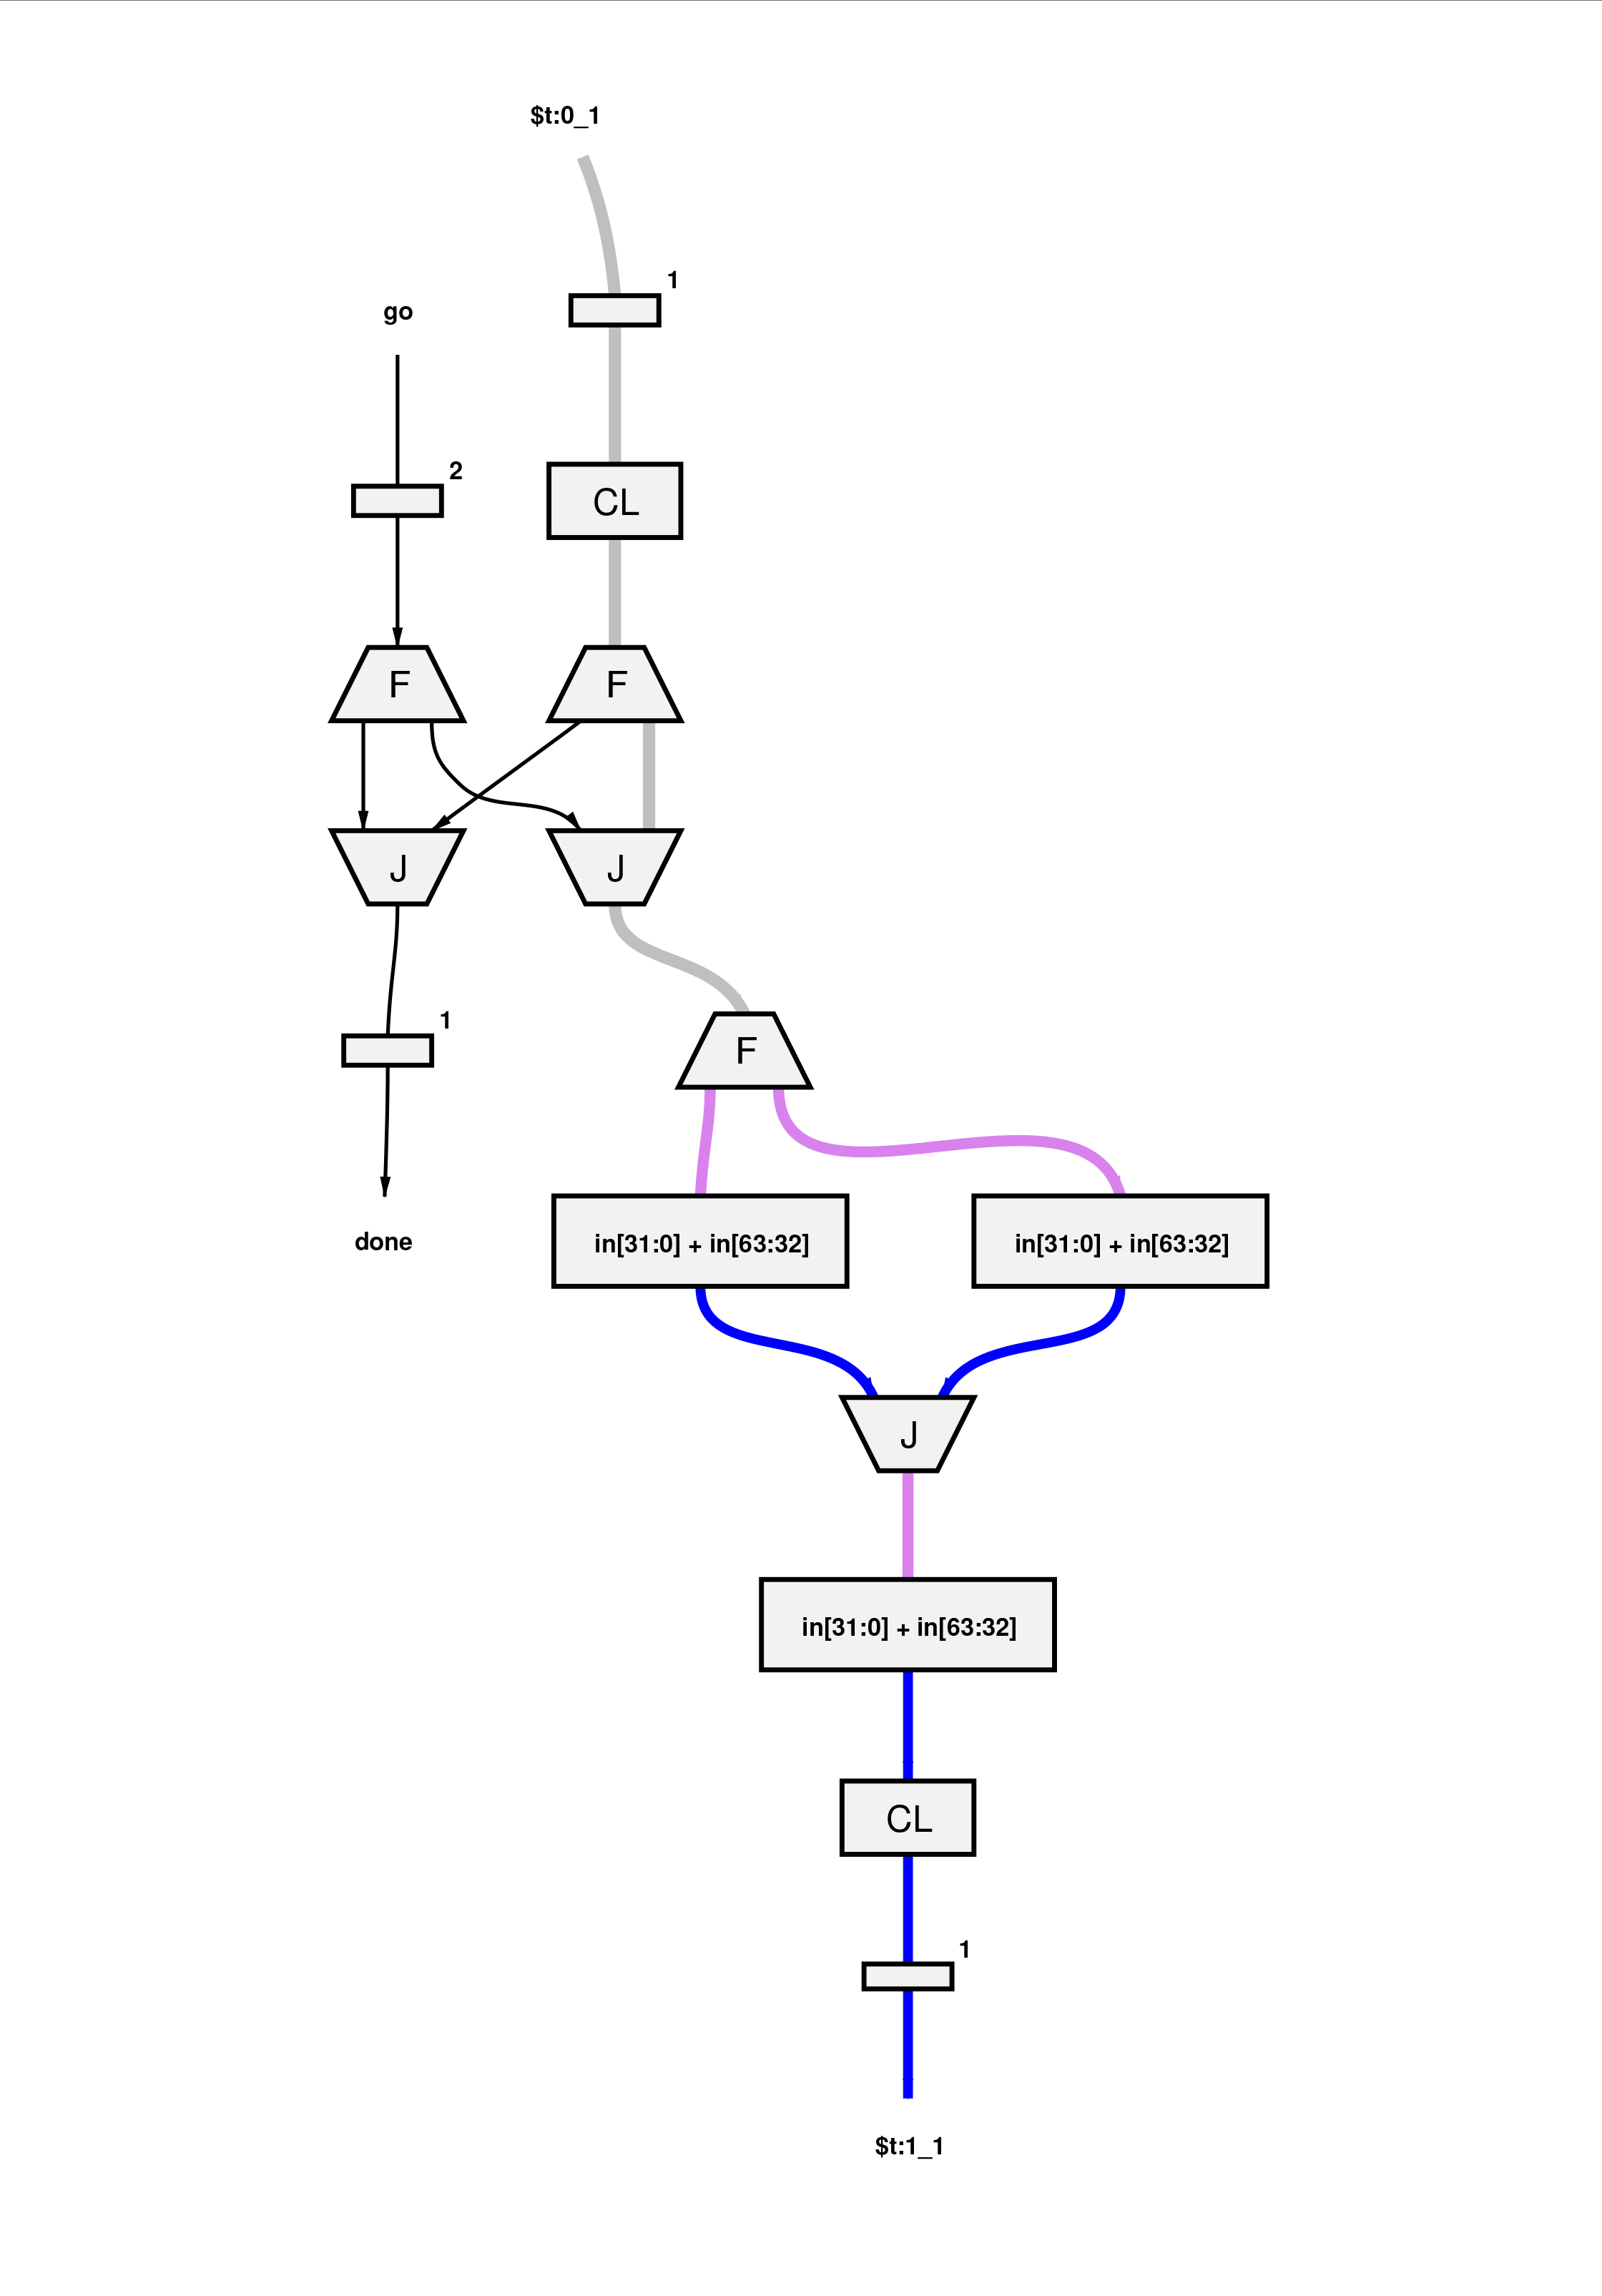 $t:0_1
1
go
2
CL
F
F
J
J
1
F
done
in[31:0] + in[63:32]
in[31:0] + in[63:32]
J
in[31:0] + in[63:32]
CL
1
$t:1_1